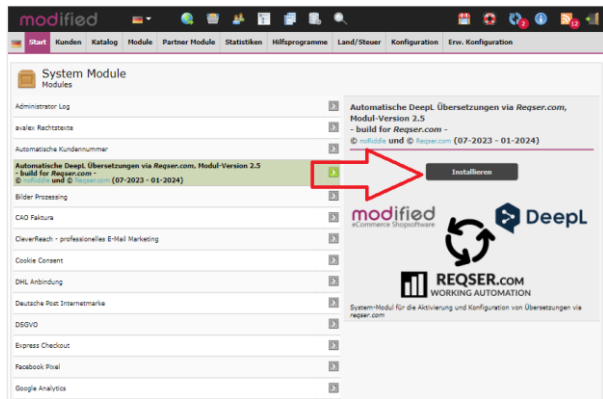 modified
2
12
Start Kunden Katalog Module Partner Module Statistiken Hilfsprogramme Land/Steuer Konfiguration Erw. Konfiguration
System Module
Modules
Administrator Log
avalex Rechtstexte
Automatische Kundennummer
Automatische DeepL Übersetzungen via Reqser.com, Modul-Version 2.5
- build for Reqser.com -
© noRiddle und © Reqser.com (07-2023 - 01-2024)
Bilder Prozessing
CAO Faktura
CleverReach - professionelles E-Mail Marketing
Cookie Consent
DHL Anbindung
Deutsche Post Internetmarke
DSGVO
Express Checkout
Facebook Pixel
Google Analytics
Automatische DeepL Übersetzungen via Reqser.com,
Modul-Version 2.5
- build for Reqser.com -
© noRiddle und © Reqser.com (07-2023 - 01-2024)
Installieren
modified
eCommerce Shopsoftware
DeepL
REQSER.COM
WORKING AUTOMATION
System-Modul für die Aktivierung und Konfiguration von Übersetzungen via
reqser.com